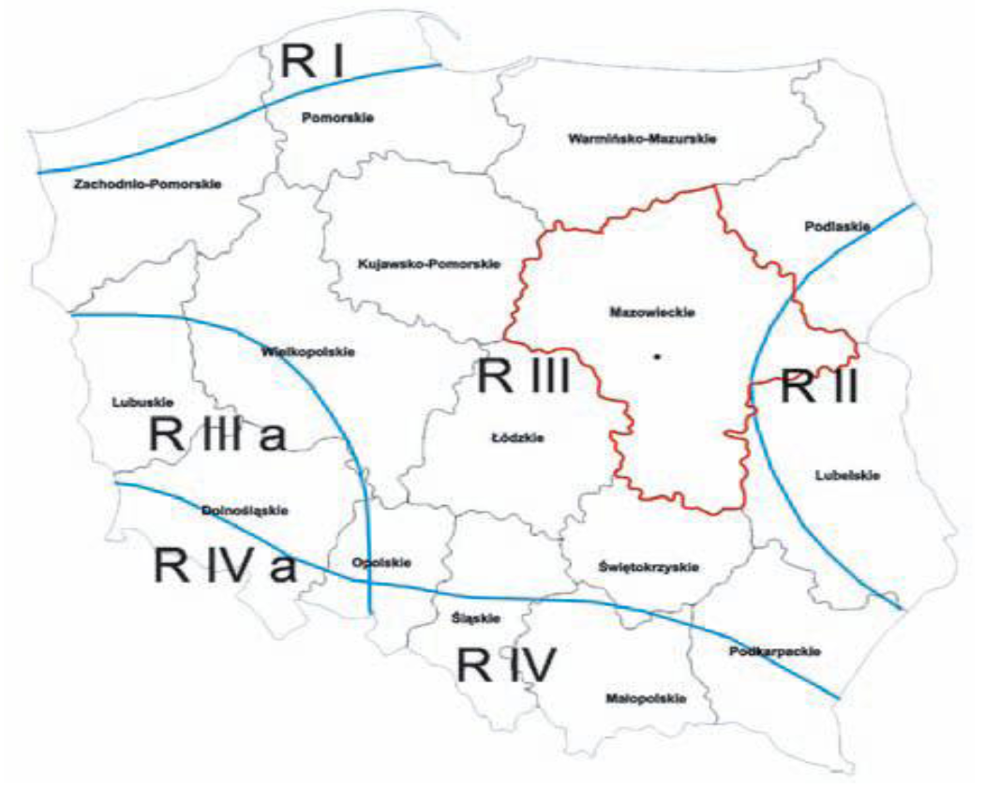 R I
Pomorskie
Warmińsko-Mazurskie
Zachodnio-Pomorskie
Podlaskie
Kujawsko-Pomorskie
Mazowieckie
Wielkopolskie
R III
R II
Lubuskie
R III a
Łódzkie
Lubelskie
Dolnośląskie
R IV a
Opolskie
Świętokrzyskie
Śląskie
R IV
Podkarpackie
Małopolskie